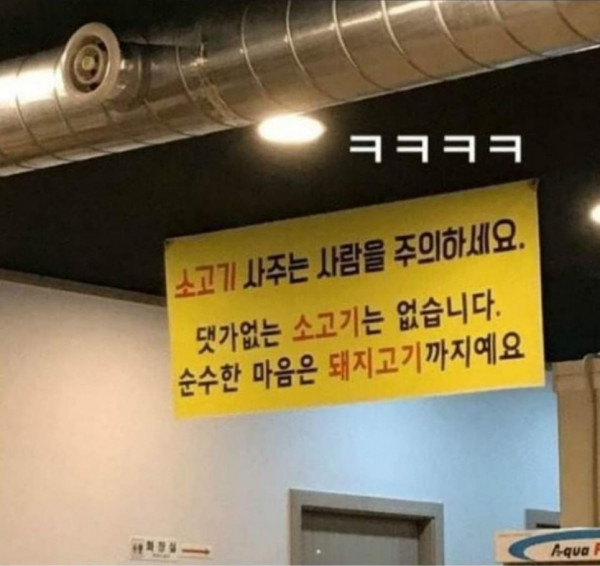 ㅋㅋㅋㅋ
소고기 사주는 사람을 주의하세요.
댓가없는 소고기는 없습니다.
순수한 마음은 돼지고기까지예요
화장실
Aqua